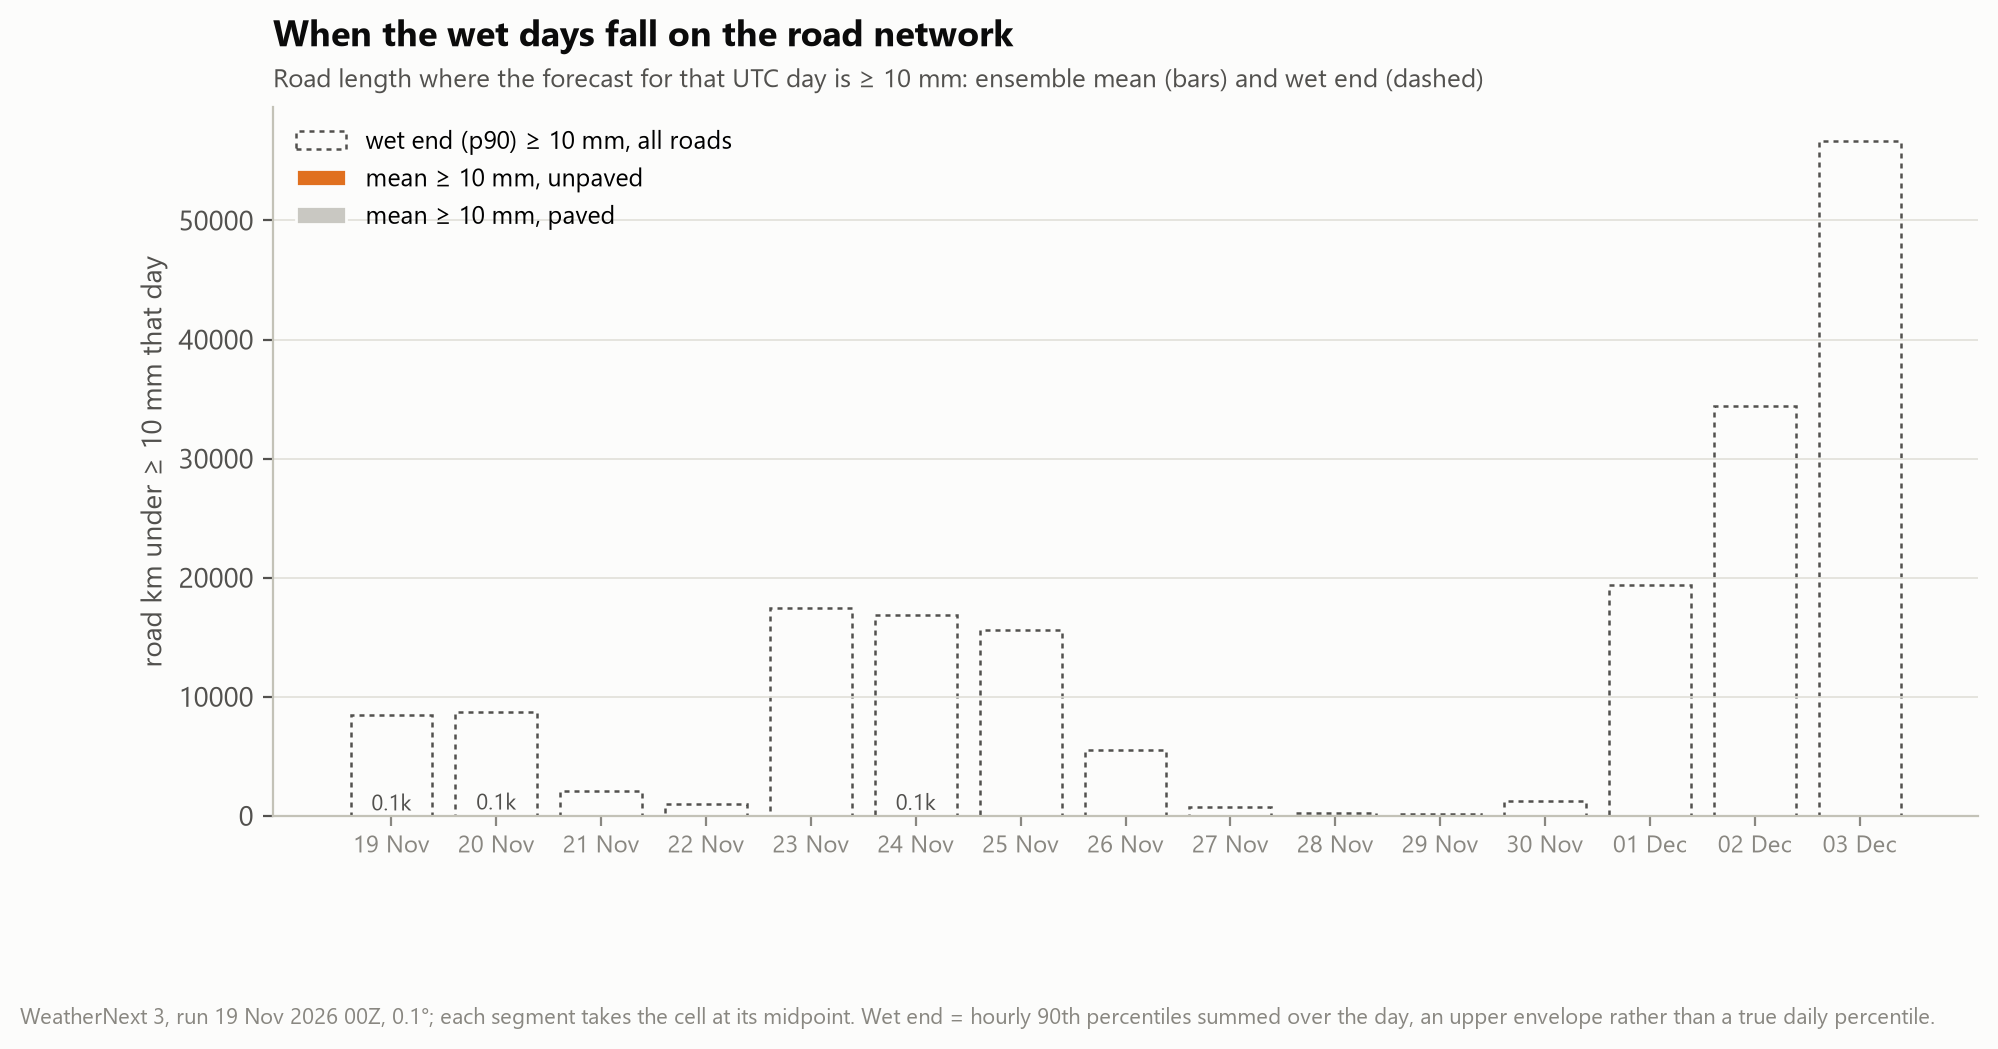 When the wet days fall on the road network
Road length where the forecast for that UTC day is ≥ 10 mm: ensemble mean (bars) and wet end (dashed)
wet end (p90) ≥ 10 mm, all roads
mean ≥ 10 mm, unpaved
mean ≥ 10 mm, paved
road km under ≥ 10 mm that day
50000
40000
30000
20000
10000
0
0.1k
0.1k
0.1k
19 Nov
20 Nov
21 Nov
22 Nov
23 Nov
24 Nov
25 Nov
26 Nov
27 Nov
28 Nov
29 Nov
30 Nov
01 Dec
02 Dec
03 Dec
WeatherNext 3, run 19 Nov 2026 00Z, 0.1°; each segment takes the cell at its midpoint. Wet end = hourly 90th percentiles summed over the day, an upper envelope rather than a true daily percentile.